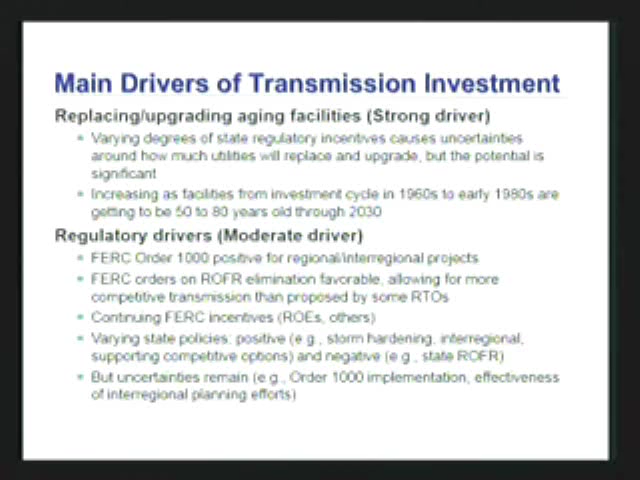 Main Drivers of Transmission Investment
Replacing/upgrading aging facilities (Strong driver)
Varying degrees of state regulatory incentives causes uncertainties
around how much utilities will replace and upgrade, but the potential is
significant
Increasing as facilities from investment cycle in 1960s to early 1980s are
getting to be 50 to 80 years old through 2030
Regulatory drivers (Moderate driver)
FERC Order 1000 positive for regional/interregional projects
FERC orders on ROFR elimination favorable, allowing for more
competitive transmission than proposed by some RTOs
Continuing FERC incentives (ROEs, others)
Varying state policies: positive (e.g., storm hardening, interregional,
supporting competitive options) and negative (e.g., state ROFR)
But uncertainties remain (e.g., Order 1000 implementation, effectiveness
of interregional planning efforts)